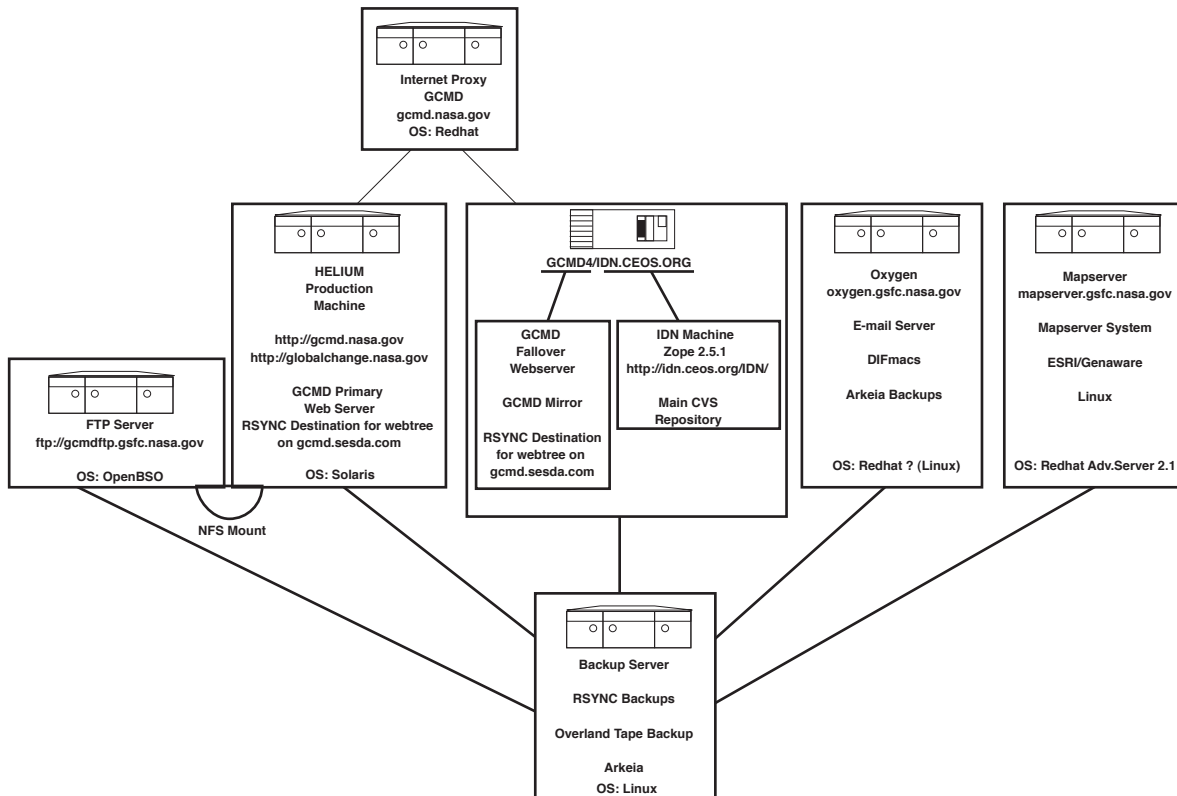 Internet Proxy
GCMD
gcmd.nasa.gov
OS: Redhat
HELIUM
Production
Machine
http://gcmd.nasa.gov
http://globalchange.nasa.gov
GCMD Primary
Web Server
RSYNC Destination for webtree
on gcmd.sesda.com
OS: Solaris
GCMD4/IDN.CEOS.ORG
GCMD
Fallover
Webserver
GCMD Mirror
RSYNC Destination
for webtree on
gcmd.sesda.com
IDN Machine
Zope 2.5.1
http://idn.ceos.org/IDN/
Main CVS
Repository
Oxygen
oxygen.gsfc.nasa.gov
E-mail Server
DIFmacs
Arkeia Backups
OS: Redhat ? (Linux)
Mapserver
mapserver.gsfc.nasa.gov
Mapserver System
ESRI/Genaware
Linux
OS: Redhat Adv.Server 2.1
FTP Server
ftp://gcmdftp.gsfc.nasa.gov
OS: OpenBSO
NFS Mount
Backup Server
RSYNC Backups
Overland Tape Backup
Arkeia
OS: Linux